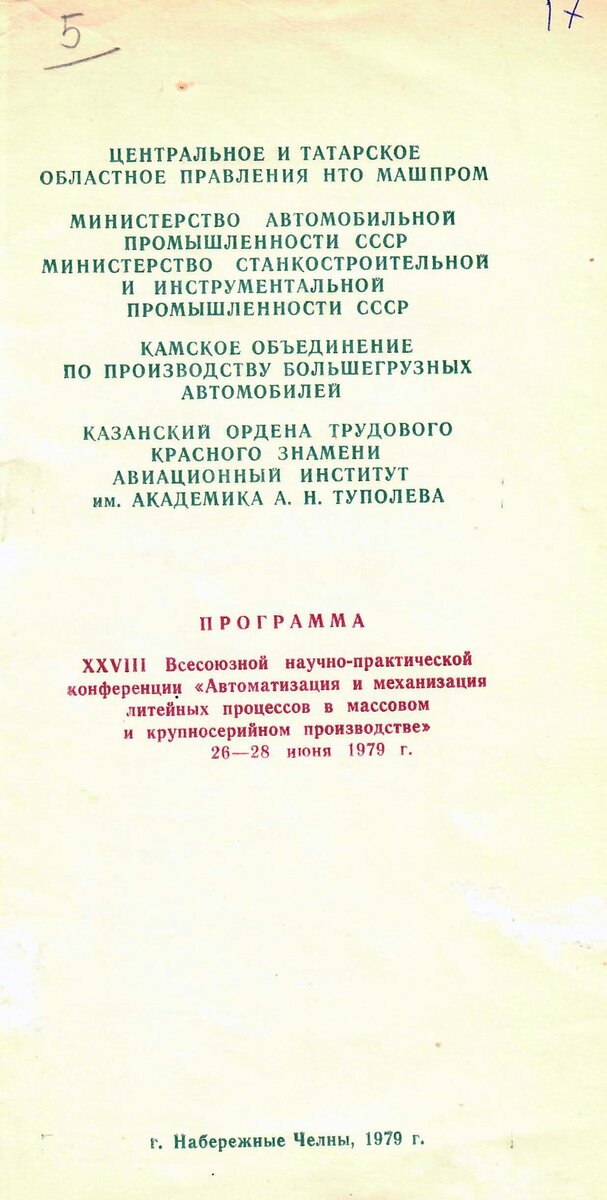 5
17
ЦЕНТРАЛЬНОЕ И ТАТАРСКОЕ
ОБЛАСТНОЕ ПРАВЛЕНИЯ НТО МАШПРОМ
МИНИСТЕРСТВО АВТОМОБИЛЬНОЙ
ПРОМЫШЛЕННОСТИ СССР
МИНИСТЕРСТВО СТАНКОСТРОИТЕЛЬНОЙ
И ИНСТРУМЕНТАЛЬНОЙ
ПРОМЫШЛЕННОСТИ СССР
КАМСКОЕ ОБЪЕДИНЕНИЕ
ПО ПРОИЗВОДСТВУ БОЛЬШЕГРУЗНЫХ
АВТОМОБИЛЕЙ
КАЗАНСКИЙ ОРДЕНА ТРУДОВОГО
КРАСНОГО ЗНАМЕНИ
АВИАЦИОННЫЙ ИНСТИТУТ
им. АКАДЕМИКА А. Н. ТУПОЛЕВА
ПРОГРАММА
XXVIII Всесоюзной научно-практической
конференции «Автоматизация и механизация
литейных процессов в массовом
и крупносерийном производстве»
26—28 июня 1979 г.
г. Набережные Челны, 1979 г.